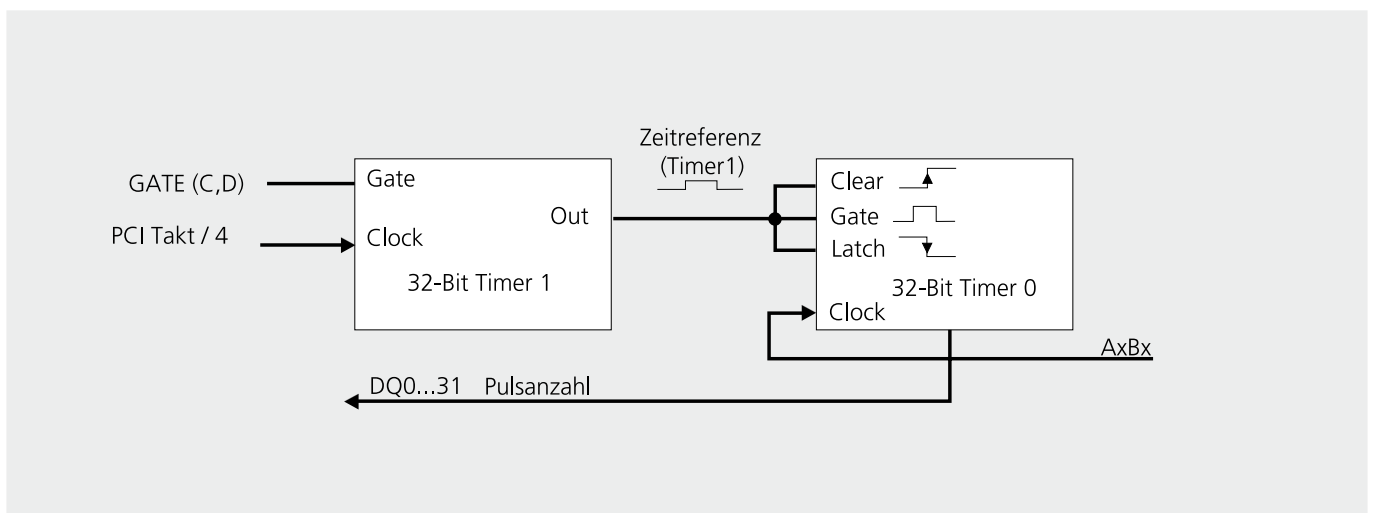 Zeitreferenz
(Timer1)
GATE (C,D)
PCI Takt / 4
Gate
Clock
Out
32-Bit Timer 1
Clear
Gate
Latch
32-Bit Timer 0
Clock
AxBx
DQ0...31 Pulsanzahl